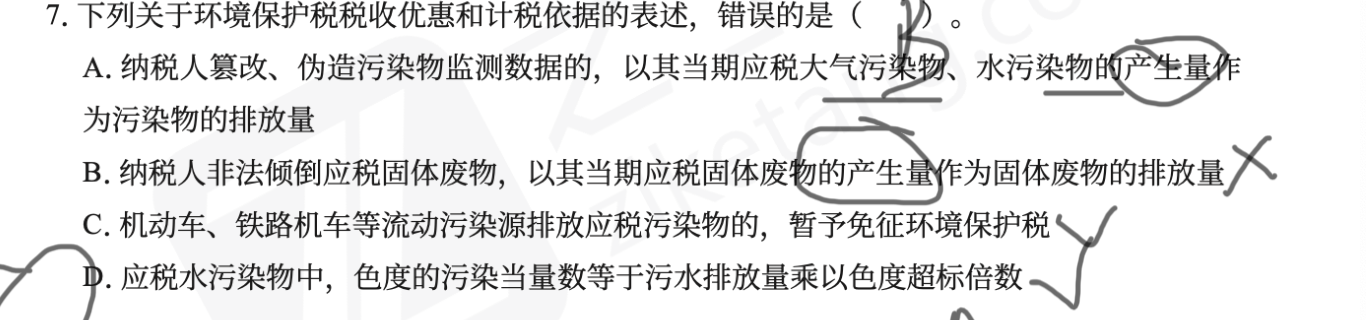 7. 下列关于环境保护税税收优惠和计税依据的表述，错误的是（ B ）。
A. 纳税人篡改、伪造污染物监测数据的，以其当期应税大气污染物、水污染物的产生量作
为污染物的排放量
B. 纳税人非法倾倒应税固体废物，以其当期应税固体废物的产生量作为固体废物的排放量
C. 机动车、铁路机车等流动污染源排放应税污染物的，暂予免征环境保护税
D. 应税水污染物中，色度的污染当量数等于污水排放量乘以色度超标倍数